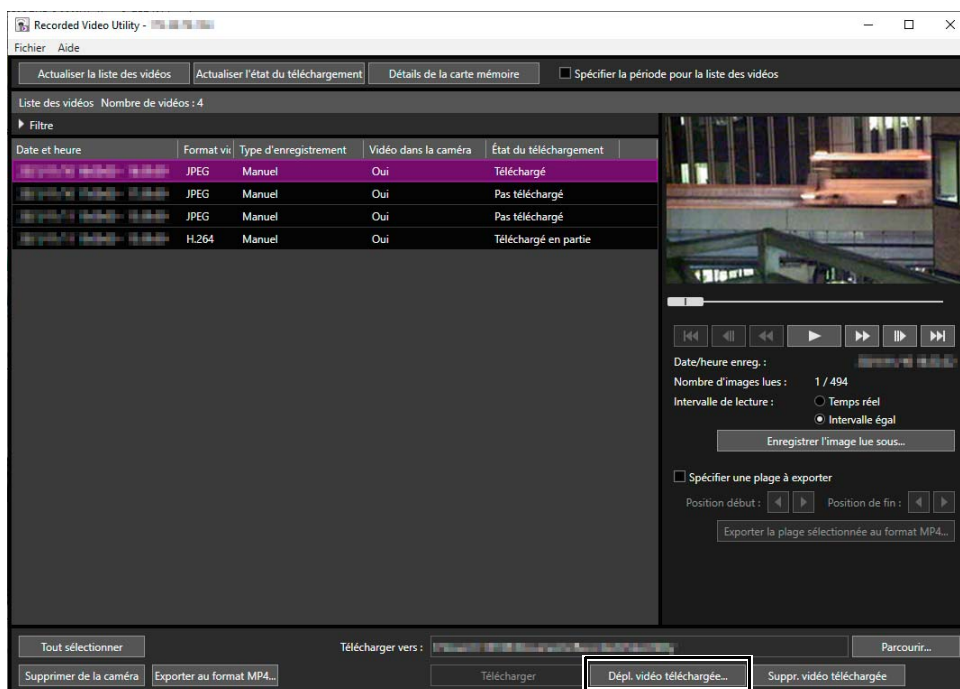 Recorded Video Utility -
Fichier Aide
Actualiser la liste des vidéos Actualiser l'état du téléchargement Détails de la carte mémoire Spécifier la période pour la liste des vidéos
Liste des vidéos Nombre de vidéos : 4
Filtre
Date et heure Format vic Type d'enregistrement Vidéo dans la caméra État du téléchargement
JPEG Manuel Oui Téléchargé
JPEG Manuel Oui Pas téléchargé
JPEG Manuel Oui Pas téléchargé
H.264 Manuel Oui Téléchargé en partie
Date/heure enreg. :
Nombre d'images lues : 1 / 494
Intervalle de lecture : Temps réel
Intervalle égal
Enregistrer l'image lue sous...
Spécifier une plage à exporter
Position début : Position de fin :
Exporter la plage sélectionnée au format MP4...
Tout sélectionner Télécharger vers : Parcourir...
Supprimer de la caméra Exporter au format MP4... Télécharger Dépl. vidéo téléchargée... Suppr. vidéo téléchargée